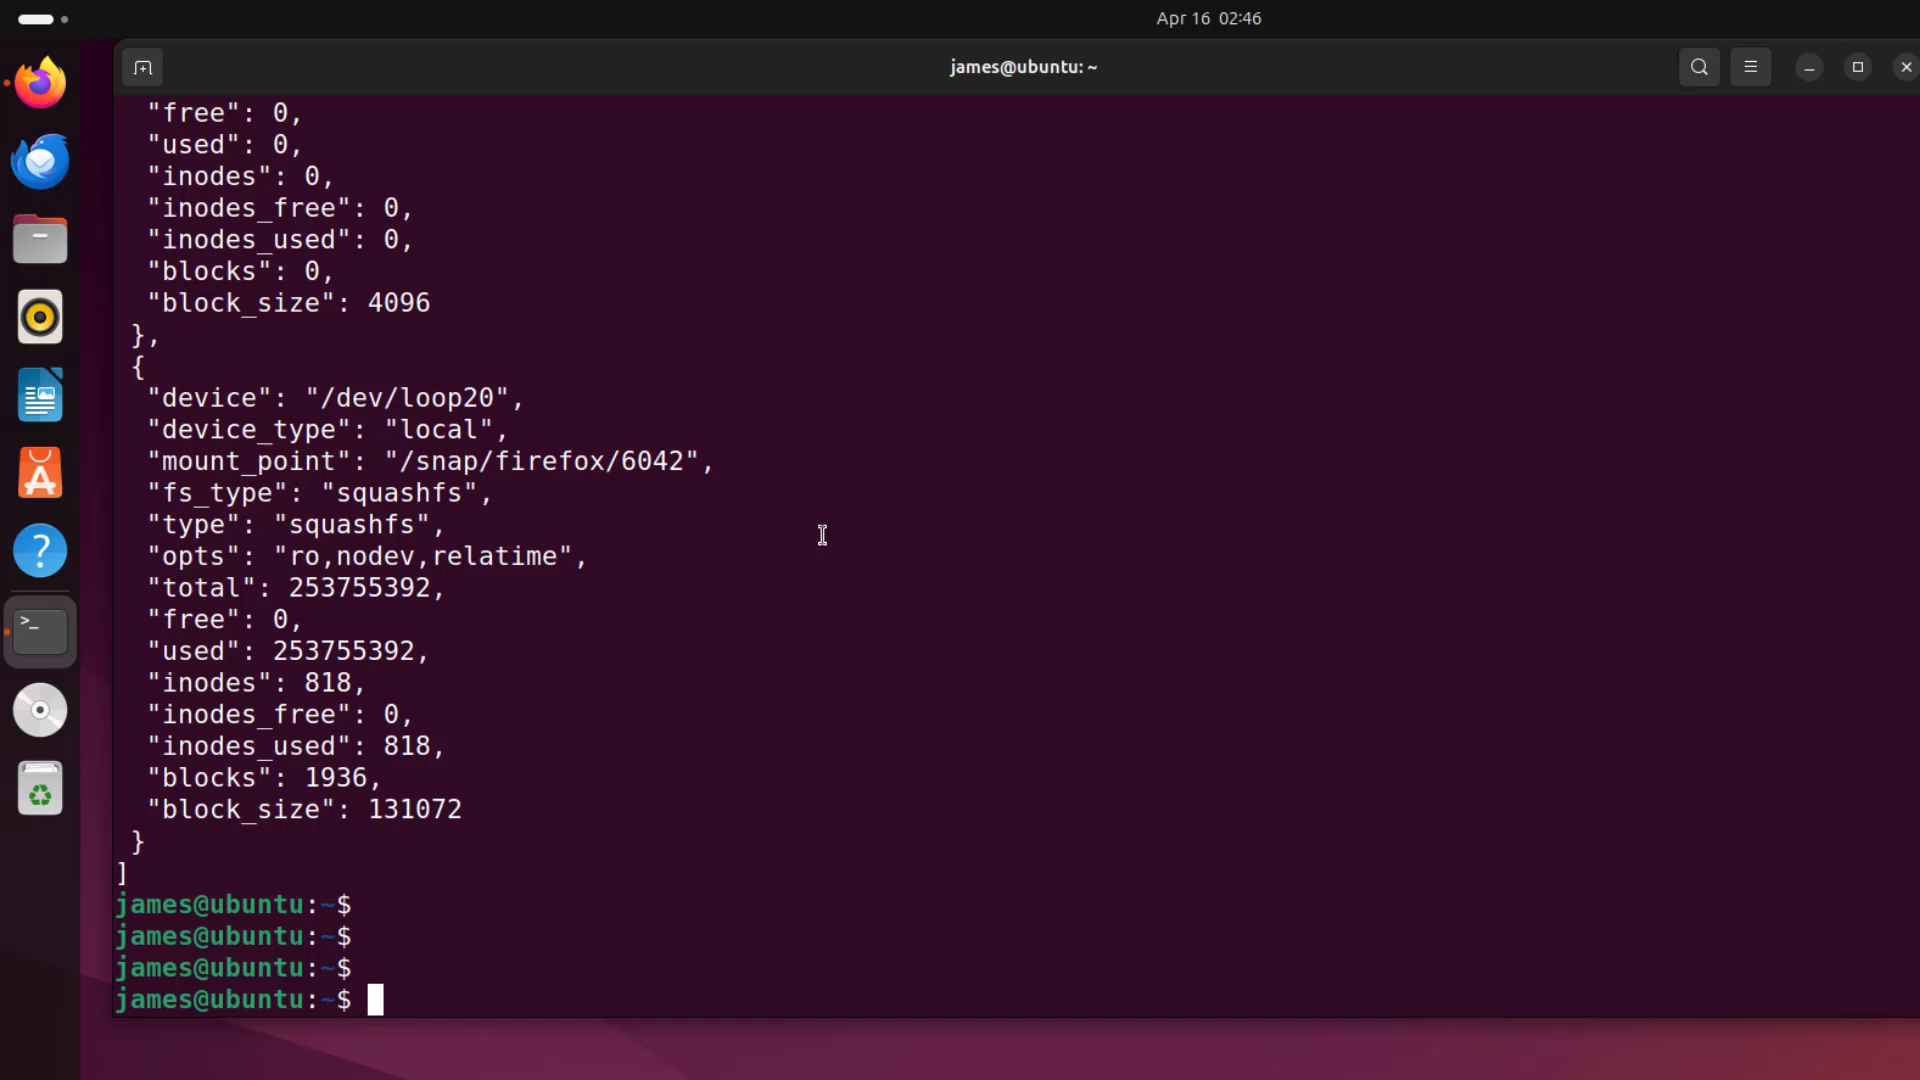 Apr 16 02:46
james@ubuntu: ~
"free": 0,
"used": 0,
"inodes": 0,
"inodes_free": 0,
"inodes_used": 0,
"blocks": 0,
"block_size": 4096
},
{
"device": "/dev/loop20",
"device_type": "local",
"mount_point": "/snap/firefox/6042",
"fs_type": "squashfs",
"type": "squashfs",
"opts": "ro,nodev,relatime",
"total": 253755392,
"free": 0,
"used": 253755392,
"inodes": 818,
"inodes_free": 0,
"inodes_used": 818,
"blocks": 1936,
"block_size": 131072
}
]
james@ubuntu:~$
james@ubuntu:~$
james@ubuntu:~$
james@ubuntu:~$